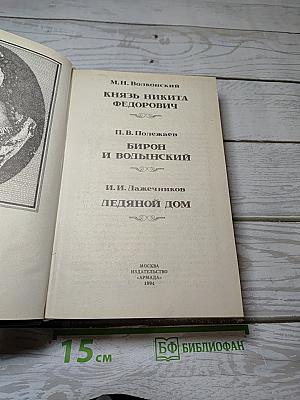 М. Н. Волконский
КНЯЗЬ НИКИТА
ФЕДОРОВИЧ
П. В. Полежаев
БИРОН
И ВОЛЫНСКИЙ
И. И. Лажечников
ЛЕДЯНОЙ ДОМ
МОСКВА
ИЗДАТЕЛЬСТВО
«АРМАДА»
1994
15 см
БФ БИБЛИОФАН